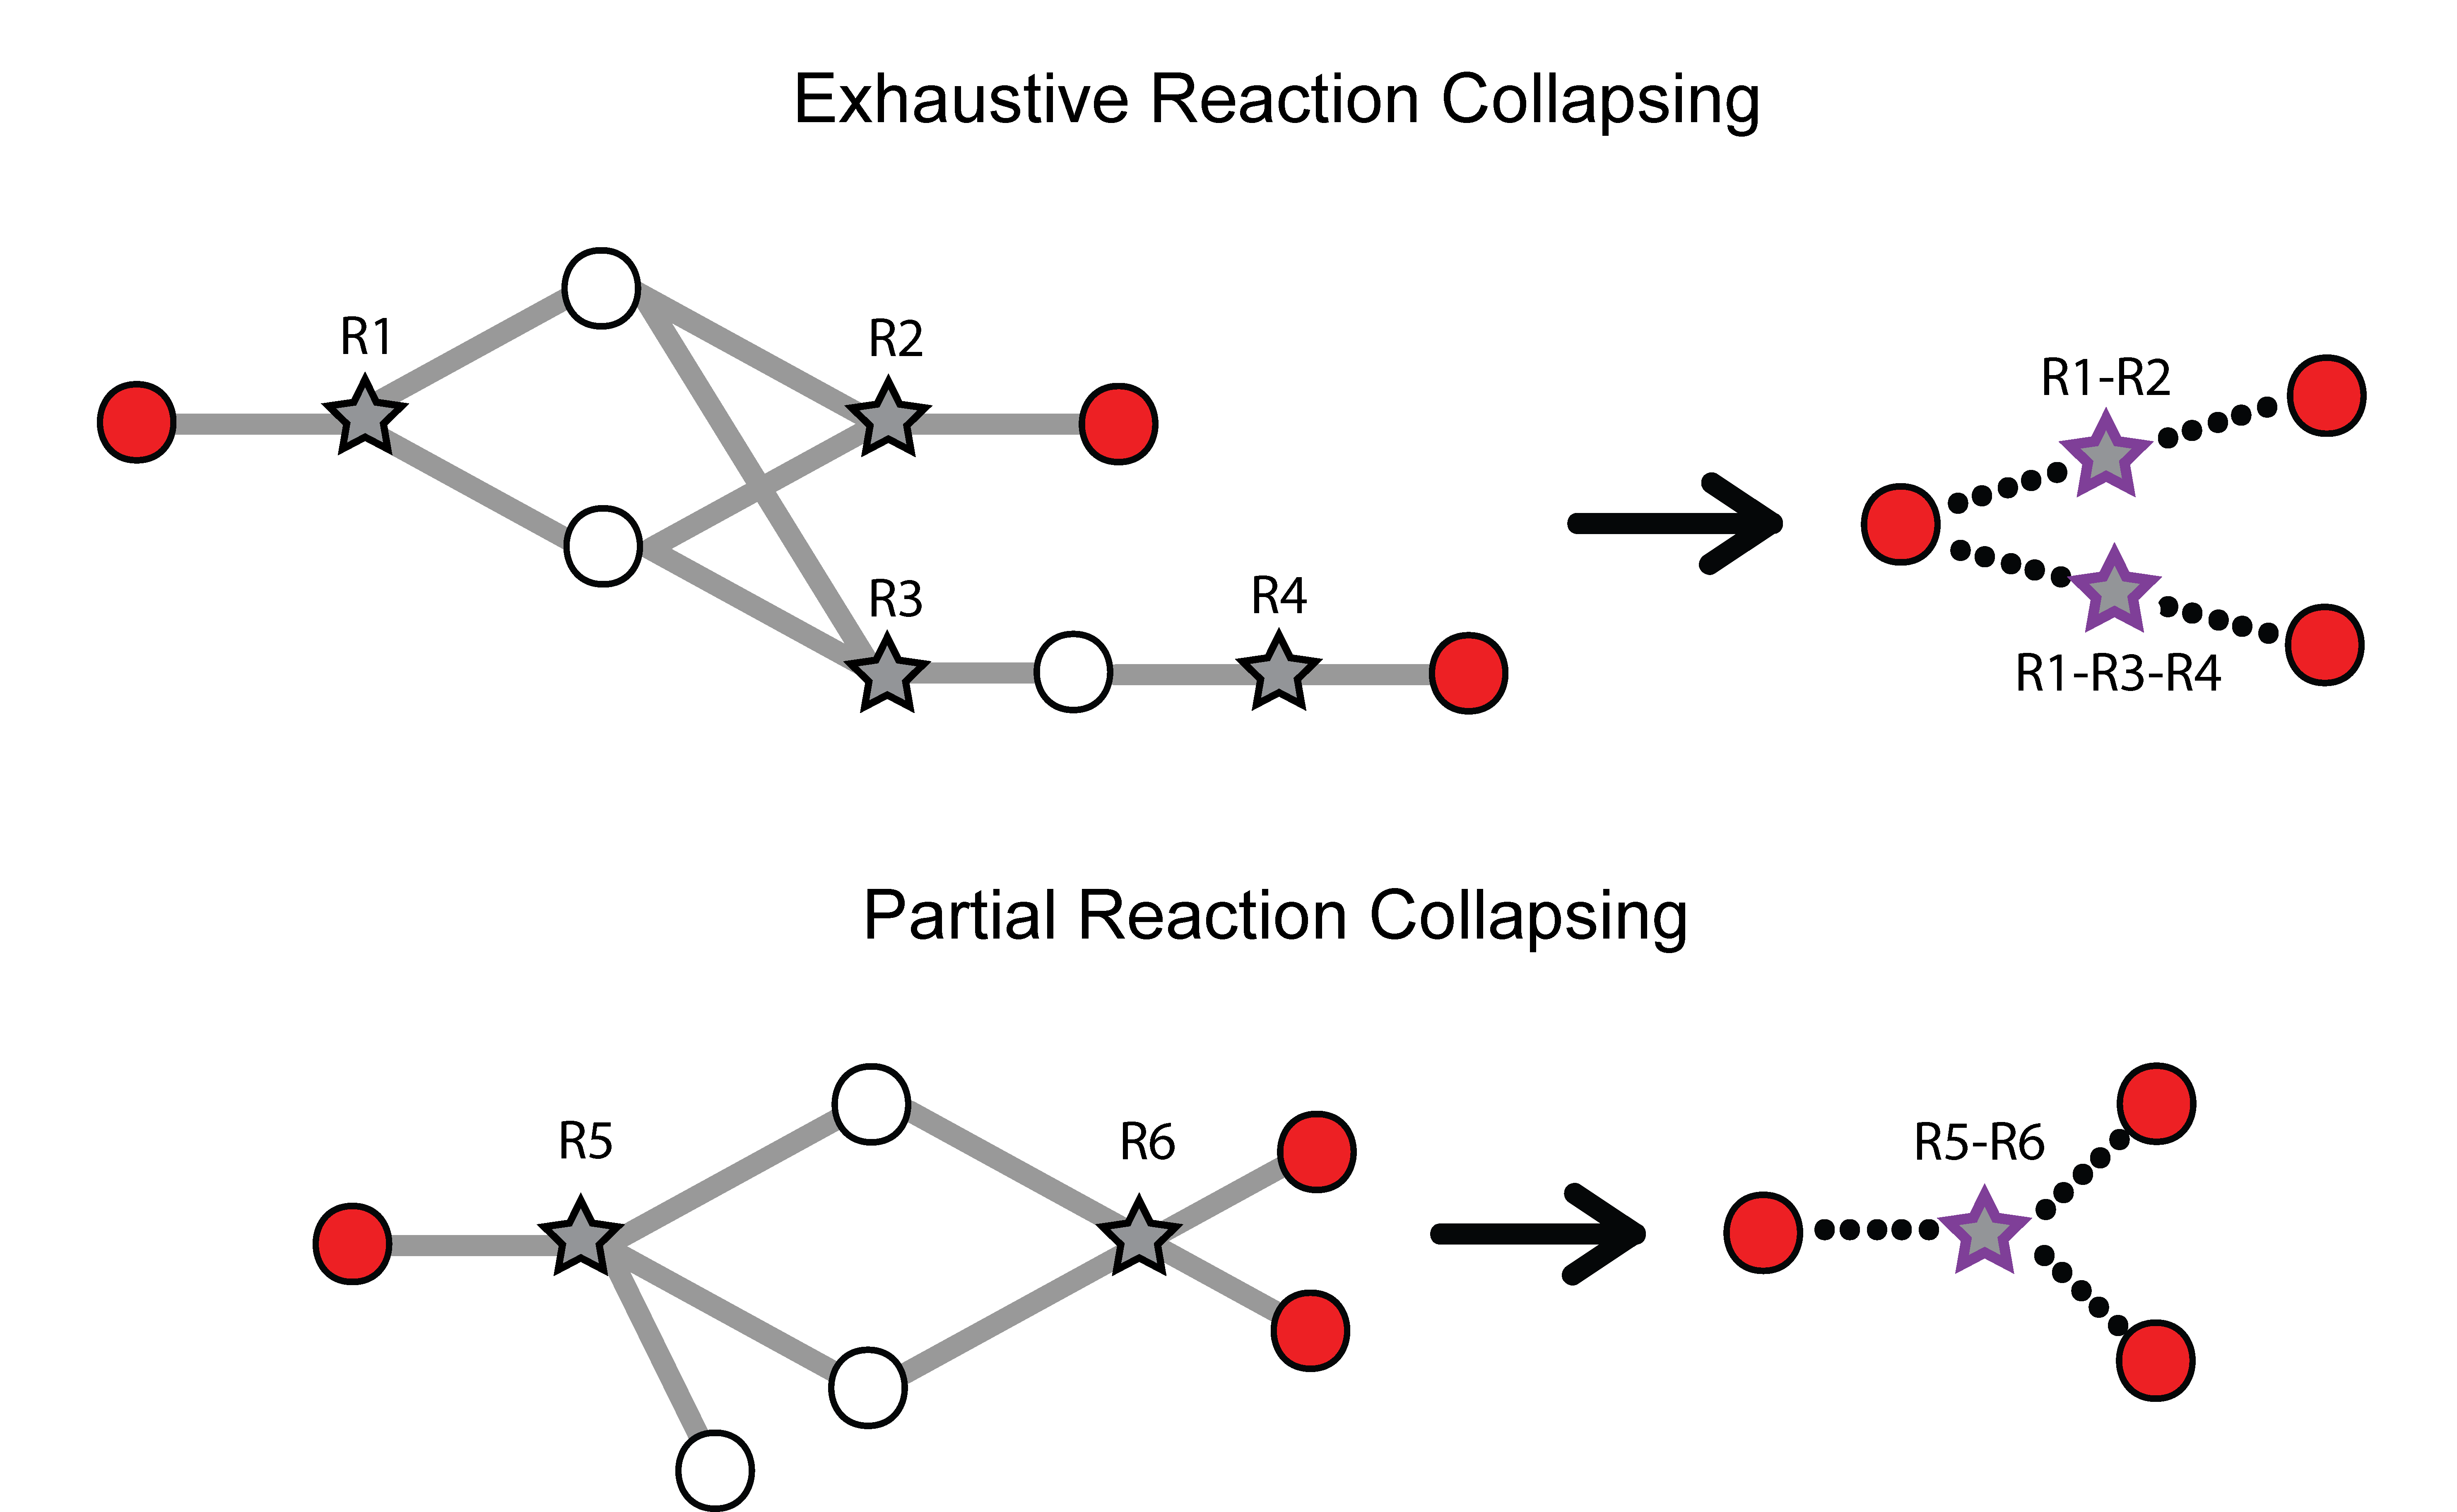 Exhaustive Reaction Collapsing
R1
R2
R1-R2
R3
R4
R1-R3-R4
Partial Reaction Collapsing
R5
R6
R5-R6